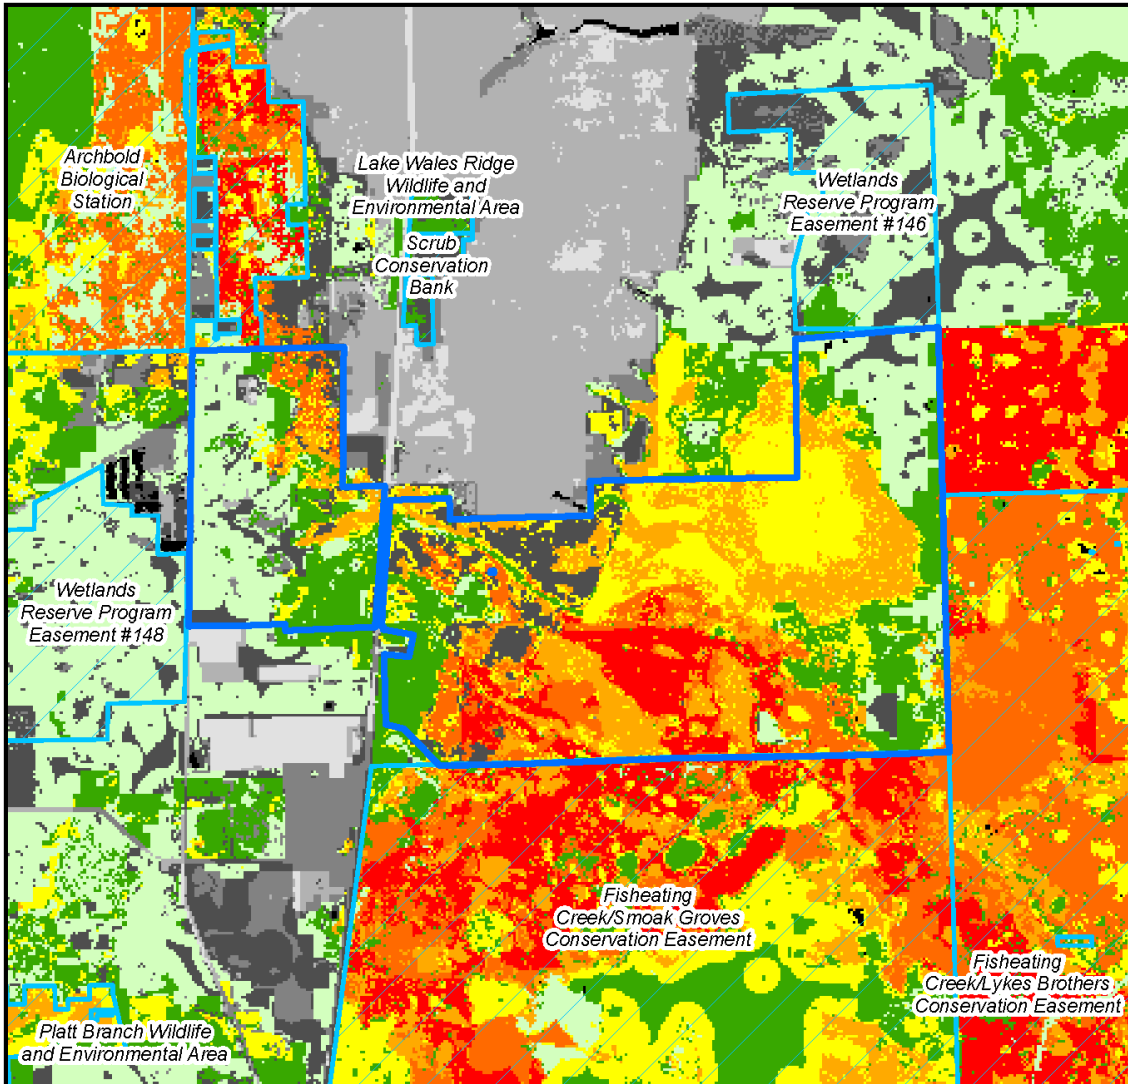 Archbold
Biological
Station
Lake Wales Ridge
Wildlife and
Environmental Area
Scrub
Conservation
Bank
Wetlands
Reserve Program
Easement #146
Wetlands
Reserve Program
Easement #148
Fisheating
Creek/Smoak Groves
Conservation Easement
Fisheating
Creek/Lykes Brothers
Conservation Easement
Platt Branch Wildlife
and Environmental Area